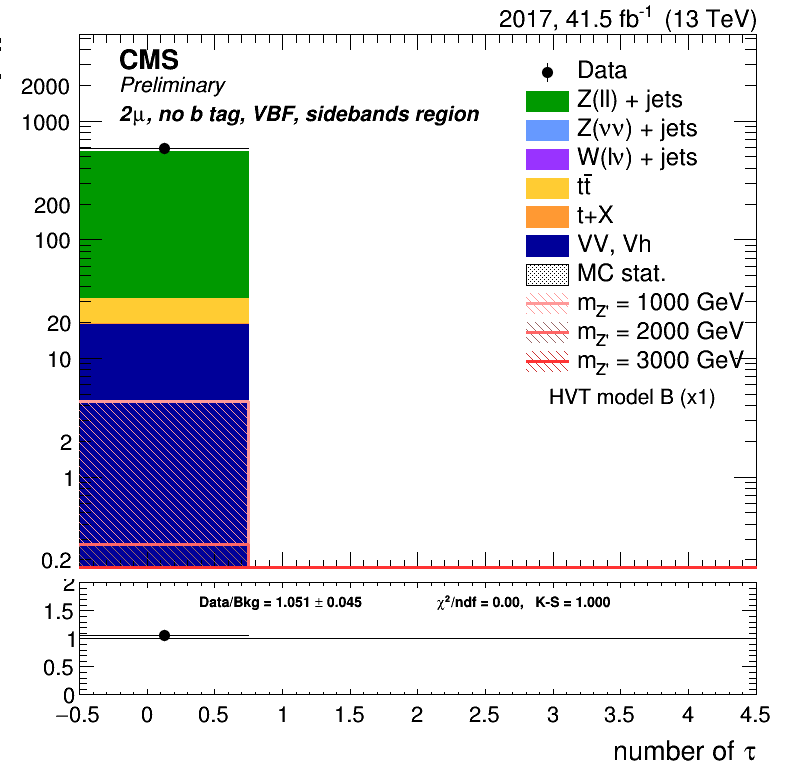 2017, 41.5 fb⁻¹ (13 TeV)
CMS
Preliminary
2μ, no b tag, VBF, sidebands region
Data
Z(ll) + jets
Z(νν) + jets
W(lν) + jets
tt̄
t+X
VV, Vh
MC stat.
m_Z' = 1000 GeV
m_Z' = 2000 GeV
m_Z' = 3000 GeV
HVT model B (x1)
2000
1000
200
100
20
10
2
1
0.2
Data/Bkg = 1.051 ± 0.045 χ²/ndf = 0.00, K-S = 1.000
2
1.5
1
0.5
0
−0.5 0 0.5 1 1.5 2 2.5 3 3.5 4 4.5
number of τ